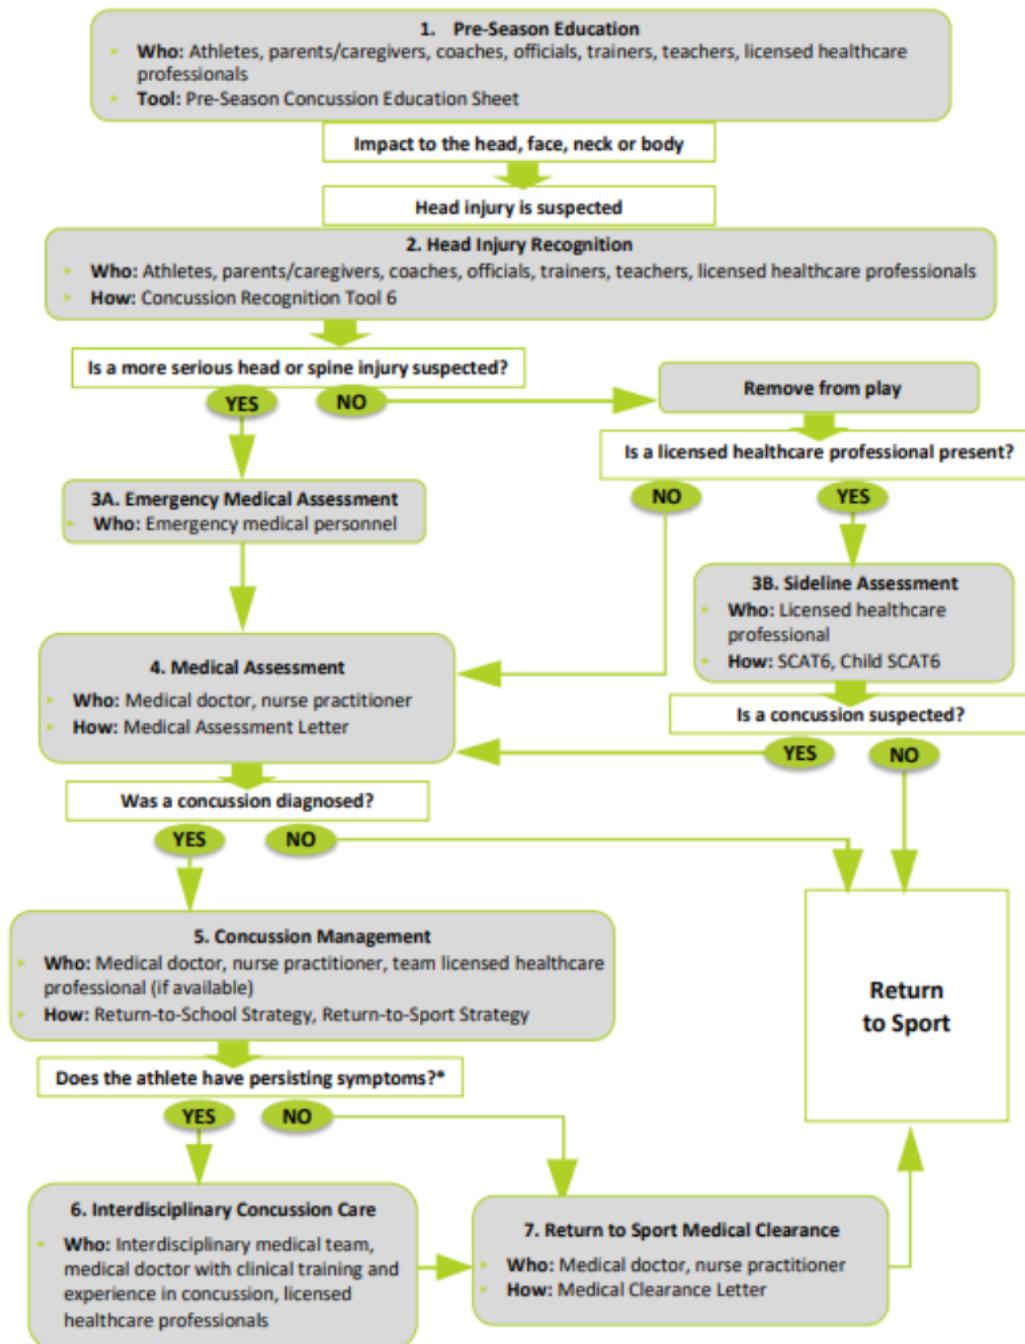 1. Pre-Season Education
Who: Athletes, parents/caregivers, coaches, officials, trainers, teachers, licensed healthcare
professionals
Tool: Pre-Season Concussion Education Sheet
Impact to the head, face, neck or body
Head injury is suspected
2. Head Injury Recognition
Who: Athletes, parents/caregivers, coaches, officials, trainers, teachers, licensed healthcare professionals
How: Concussion Recognition Tool 6
Is a more serious head or spine injury suspected?
YES
NO
Remove from play
Is a licensed healthcare professional present?
NO
YES
3A. Emergency Medical Assessment
Who: Emergency medical personnel
3B. Sideline Assessment
Who: Licensed healthcare
professional
How: SCAT6, Child SCAT6
4. Medical Assessment
Who: Medical doctor, nurse practitioner
How: Medical Assessment Letter
Is a concussion suspected?
YES
NO
Was a concussion diagnosed?
YES
NO
5. Concussion Management
Who: Medical doctor, nurse practitioner, team licensed healthcare
professional (if available)
How: Return-to-School Strategy, Return-to-Sport Strategy
Return
to Sport
Does the athlete have persisting symptoms?*
YES
NO
6. Interdisciplinary Concussion Care
Who: Interdisciplinary medical team,
medical doctor with clinical training and
experience in concussion, licensed
healthcare professionals
7. Return to Sport Medical Clearance
Who: Medical doctor, nurse practitioner
How: Medical Clearance Letter